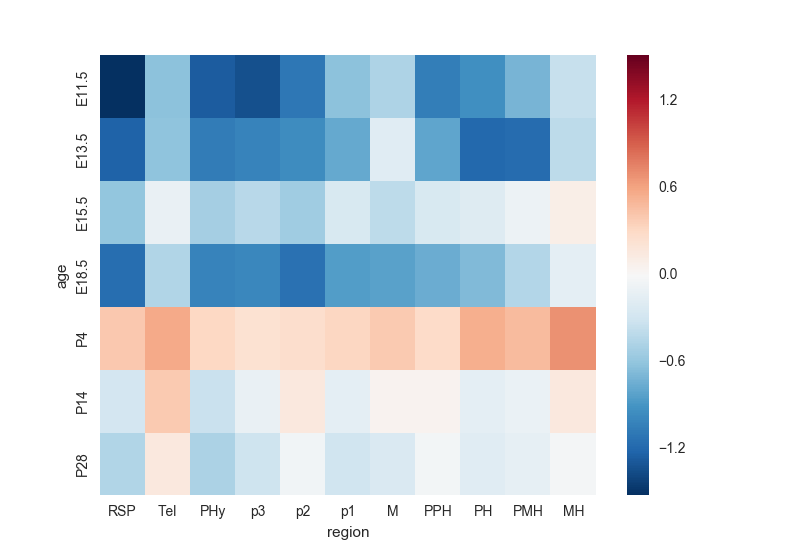 E11.5
E13.5
E15.5
E18.5
P4
P14
P28
age
RSP Tel PHy p3 p2 p1 M PPH PH PMH MH
region
1.2
0.6
0.0
−0.6
−1.2